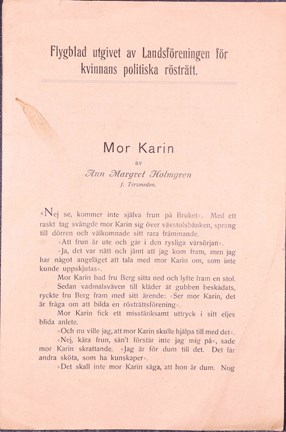 Flygblad utgivet av Landsföreningen för
kvinnans politiska rösträtt.
Mor Karin
av
Ann Margret Holmgren
f. Tersmeden.
»Nej se, kommer inte själva frun på Bruket». Med ett
raskt tag svängde mor Karin sig över vävstolsbänken, sprang
till dörren och välkomnade sitt rara främmande.
»Att frun är ute och går i den rysliga vårsörjan».
»Ja, det var nätt och jämt att jag kom fram, men jag
har något angeläget att tala med mor Karin om, som inte
kunde uppskjutas».
Mor Karin bad fru Berg sitta ned och lyfte fram en stol.
Sedan vadmalsväven till kläder åt gubben beskådats,
ryckte fru Berg fram med sitt ärende: »Ser mor Karin, det
är fråga om att bilda en rösträttsförening».
Mor Karin fick ett misstänksamt uttryck i sitt eljes
blida anlete.
»Och nu ville jag, att mor Karin skulle hjälpa till med det».
»Nej, kära frun, sån't förstår inte jag mig på», sade
mor Karin skrattande. »Jag är för dum till det. Det får
andra sköta, som ha kunskaper».
»Det skall inte mor Karin säga, att hon är dum. Nog